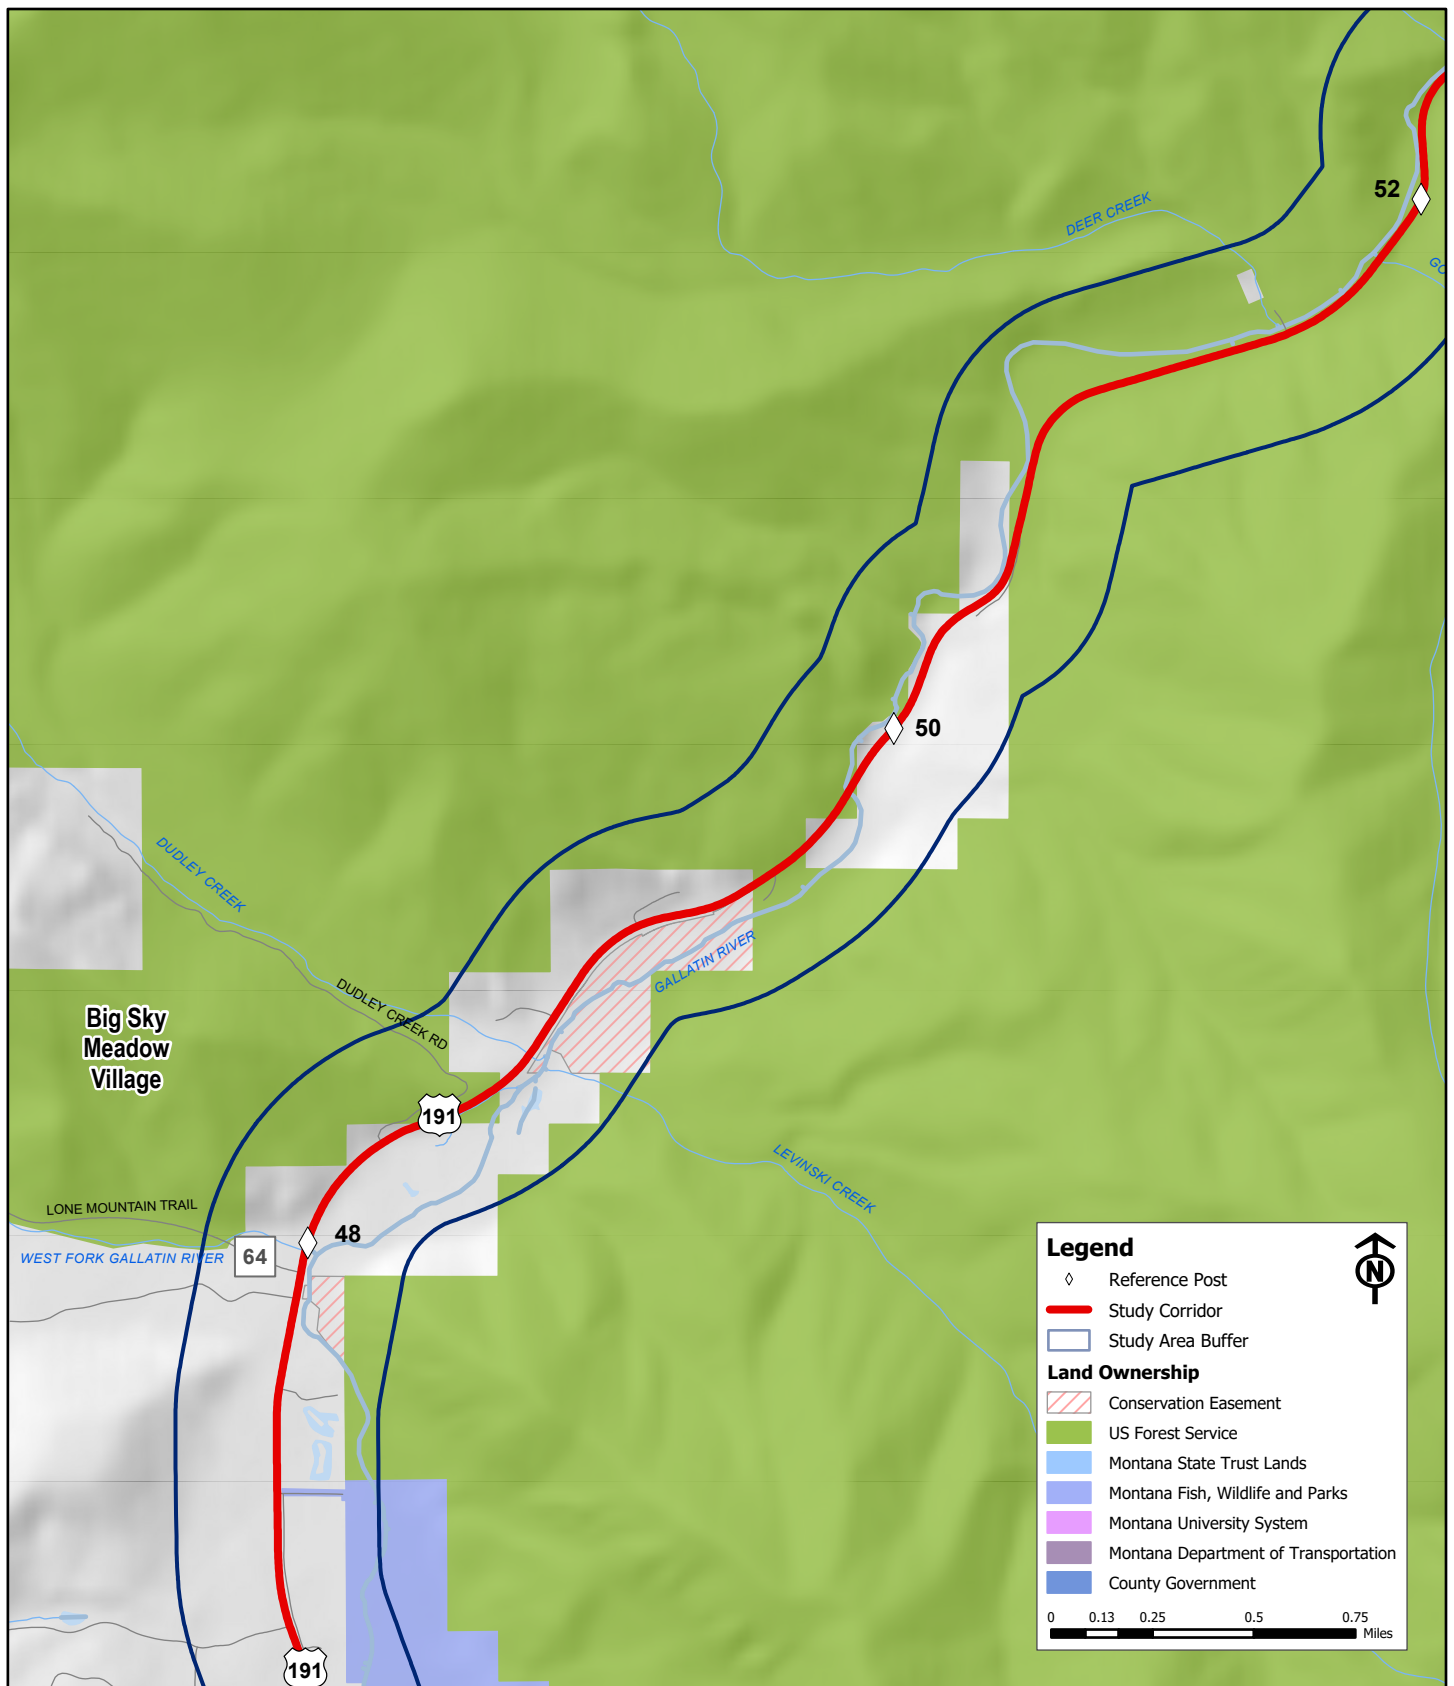 52
DEER CREEK
50
DUDLEY CREEK
GALLATIN RIVER
DUDLEY CREEK RD
Big Sky
Meadow
Village
191
LEVINSKI CREEK
LONE MOUNTAIN TRAIL
48
WEST FORK GALLATIN RIVER
64
191
Legend
N
Reference Post
Study Corridor
Study Area Buffer
Land Ownership
Conservation Easement
US Forest Service
Montana State Trust Lands
Montana Fish, Wildlife and Parks
Montana University System
Montana Department of Transportation
County Government
0 0.13 0.25 0.5 0.75
Miles